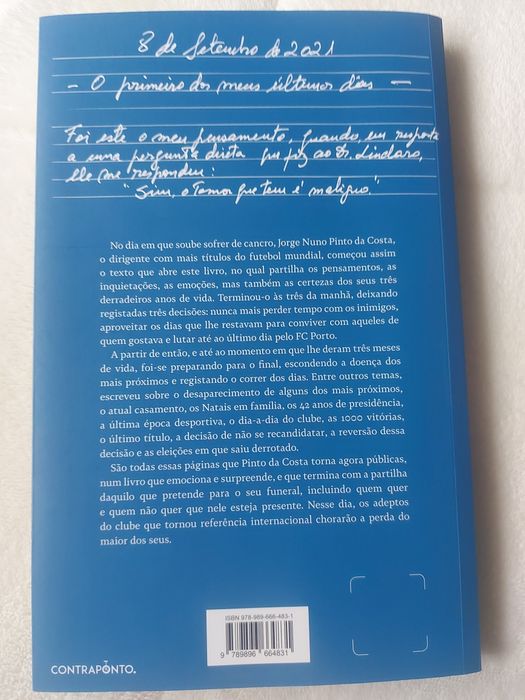 8 de Setembro de 2021
- O primeiro dos meus últimos dias -
Foi este o meu pensamento, quando, em resposta
a uma pergunta direta que fiz ao Dr. Lindoro,
ele me respondeu:
"Sim, o Tumor que tem é maligno."
No dia em que soube sofrer de cancro, Jorge Nuno Pinto da Costa,
o dirigente com mais títulos do futebol mundial, começou assim
o texto que abre este livro, no qual partilha os pensamentos, as
inquietações, as emoções, mas também as certezas dos seus três
derradeiros anos de vida. Terminou-o às três da manhã, deixando
registadas três decisões: nunca mais perder tempo com os inimigos,
aproveitar os dias que lhe restavam para conviver com aqueles de
quem gostava e lutar até ao último dia pelo FC Porto.
A partir de então, e até ao momento em que lhe deram três meses
de vida, foi-se preparando para o final, escondendo a doença dos
mais próximos e registando o correr dos dias. Entre outros temas,
escreveu sobre o desaparecimento de alguns dos mais próximos,
o atual casamento, os Natais em família, os 42 anos de presidência,
a última época desportiva, o dia-a-dia do clube, as 1000 vitórias,
o último título, a decisão de não se recandidatar, a reversão dessa
decisão e as eleições em que saiu derrotado.
São todas essas páginas que Pinto da Costa torna agora públicas,
num livro que emociona e surpreende, e que termina com a partilha
daquilo que pretende para o seu funeral, incluindo quem quer
e quem não quer que nele esteja presente. Nesse dia, os adeptos
do clube que tornou referência internacional chorarão a perda do
maior dos seus.
ISBN 978-989-666-483-1
9 789896 664831
CONTRAPONTO.